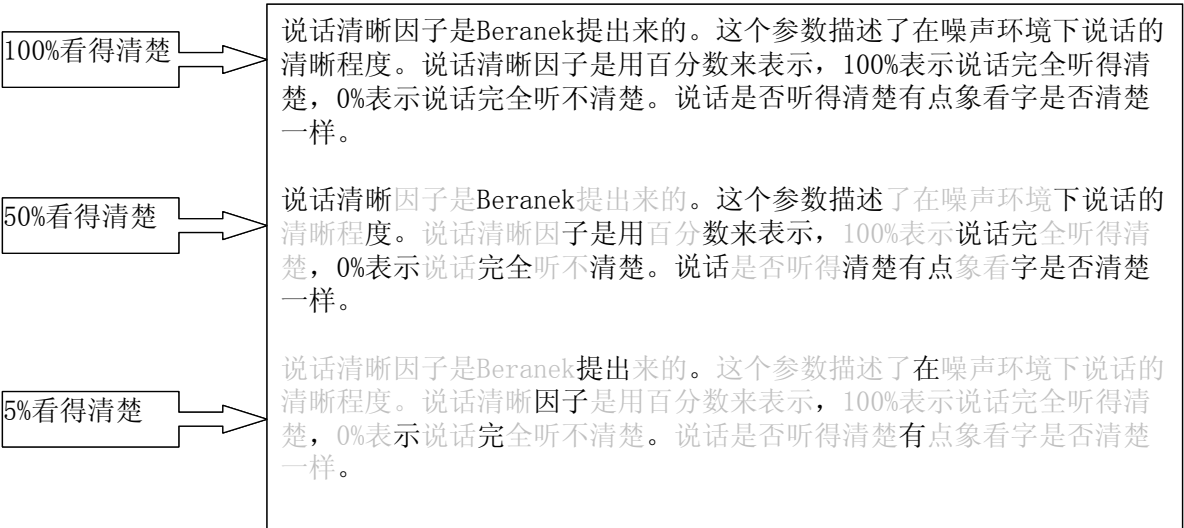 100%看得清楚
说话清晰因子是Beranek提出来的。这个参数描述了在噪声环境下说话的
清晰程度。说话清晰因子是用百分数来表示，100%表示说话完全听得清
楚，0%表示说话完全听不清楚。说话是否听得清楚有点象看字是否清楚
一样。
50%看得清楚
说话清晰因子是Beranek提出来的。这个参数描述了在噪声环境下说话的
清晰程度。说话清晰因子是用百分数来表示，100%表示说话完全听得清
楚，0%表示说话完全听不清楚。说话是否听得清楚有点象看字是否清楚
一样。
5%看得清楚
说话清晰因子是Beranek提出来的。这个参数描述了在噪声环境下说话的
清晰程度。说话清晰因子是用百分数来表示，100%表示说话完全听得清
楚，0%表示说话完全听不清楚。说话是否听得清楚有点象看字是否清楚
一样。